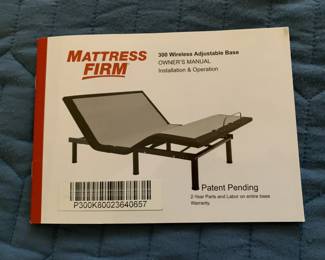 MATTRESS
FIRM
300 Wireless Adjustable Base
OWNER'S MANUAL
Installation & Operation
Patent Pending
2-Year Parts and Labor on entire base
Warranty.
P300K80023640657